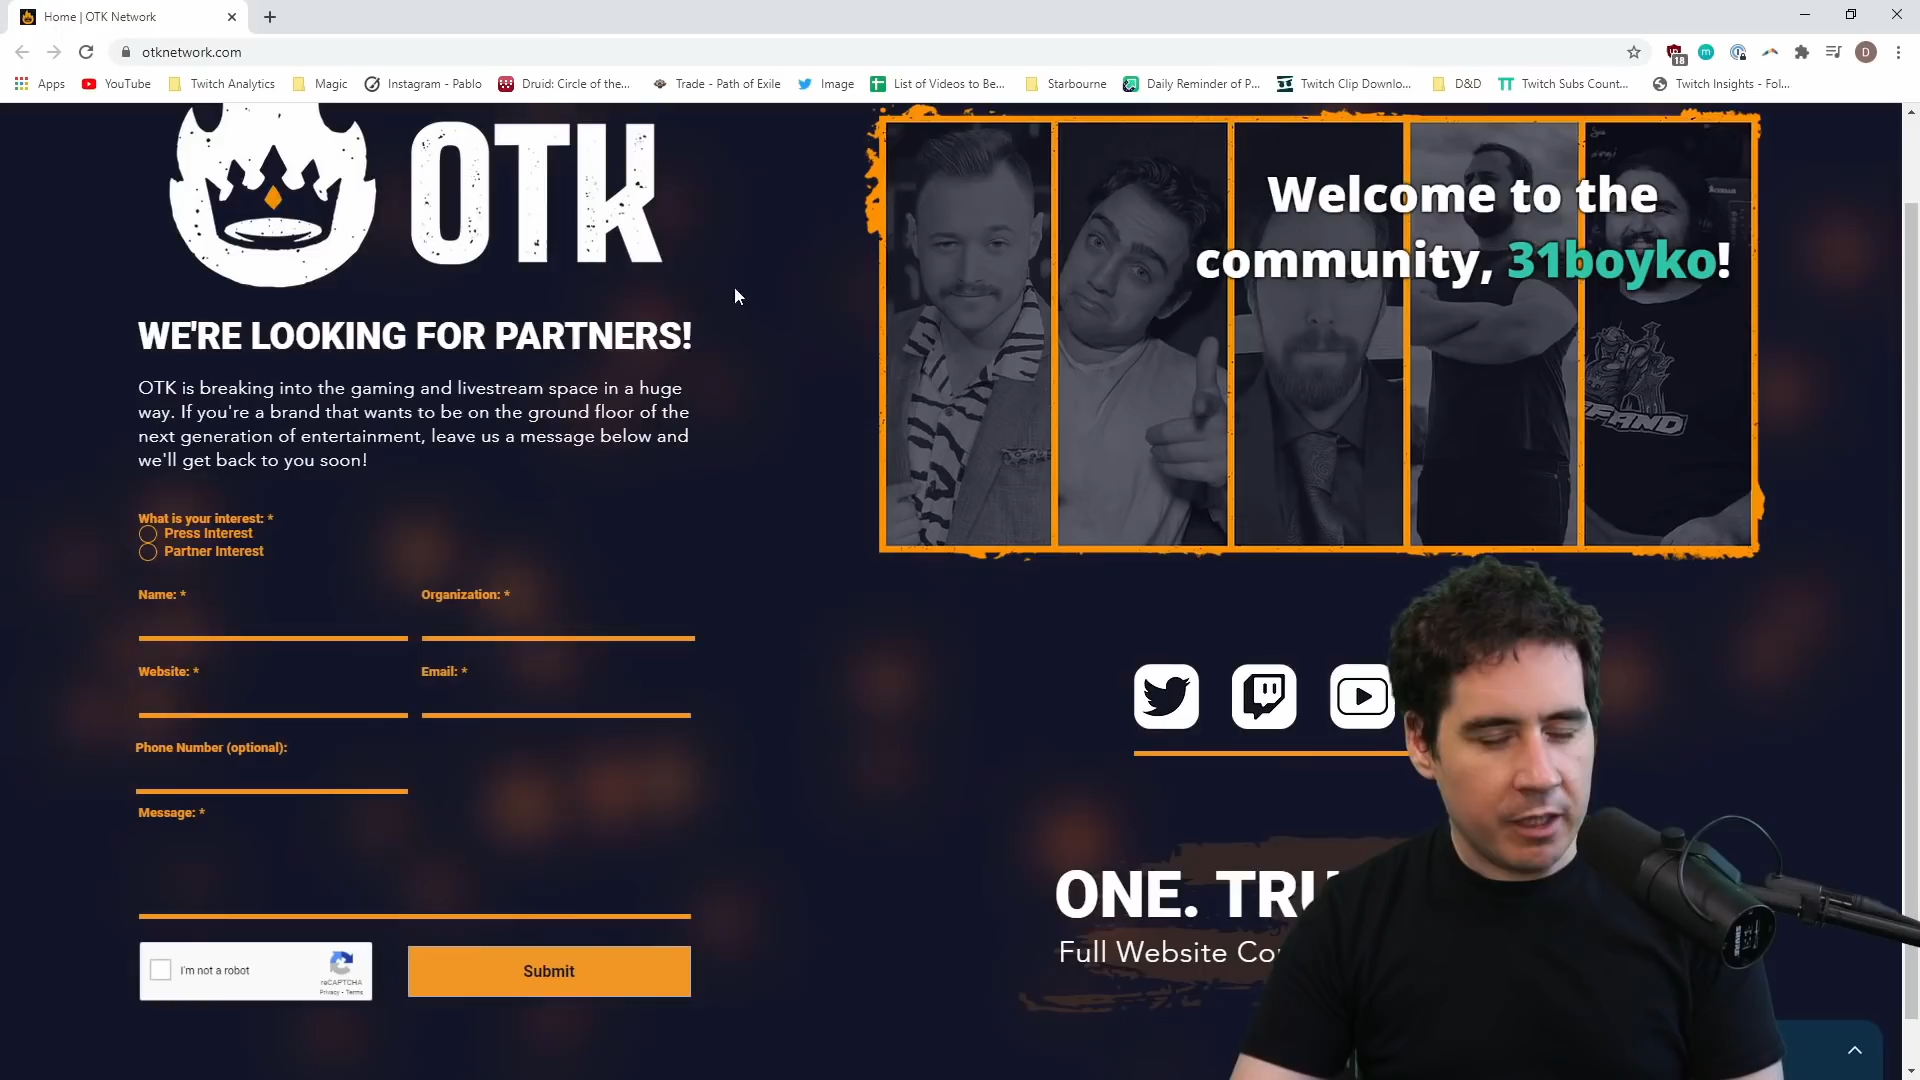 Home | OTK Network
otknetwork.com
18
D
Apps
YouTube
Twitch Analytics
Magic
Instagram - Pablo
Druid: Circle of the...
Trade - Path of Exile
Image
List of Videos to Be...
Starbourne
Daily Reminder of P...
Twitch Clip Downlo...
D&D
Twitch Subs Count...
Twitch Insights - Fol...
OTK
Welcome to the
community, 31boyko!
WE'RE LOOKING FOR PARTNERS!
OTK is breaking into the gaming and livestream space in a huge
way. If you're a brand that wants to be on the ground floor of the
next generation of entertainment, leave us a message below and
we'll get back to you soon!
What is your interest: *
Press Interest
Partner Interest
Name: *
Organization: *
Website: *
Email: *
Phone Number (optional):
Message: *
I'm not a robot
reCAPTCHA
Privacy - Terms
Submit
ONE. TRU
Full Website Co
SHURE